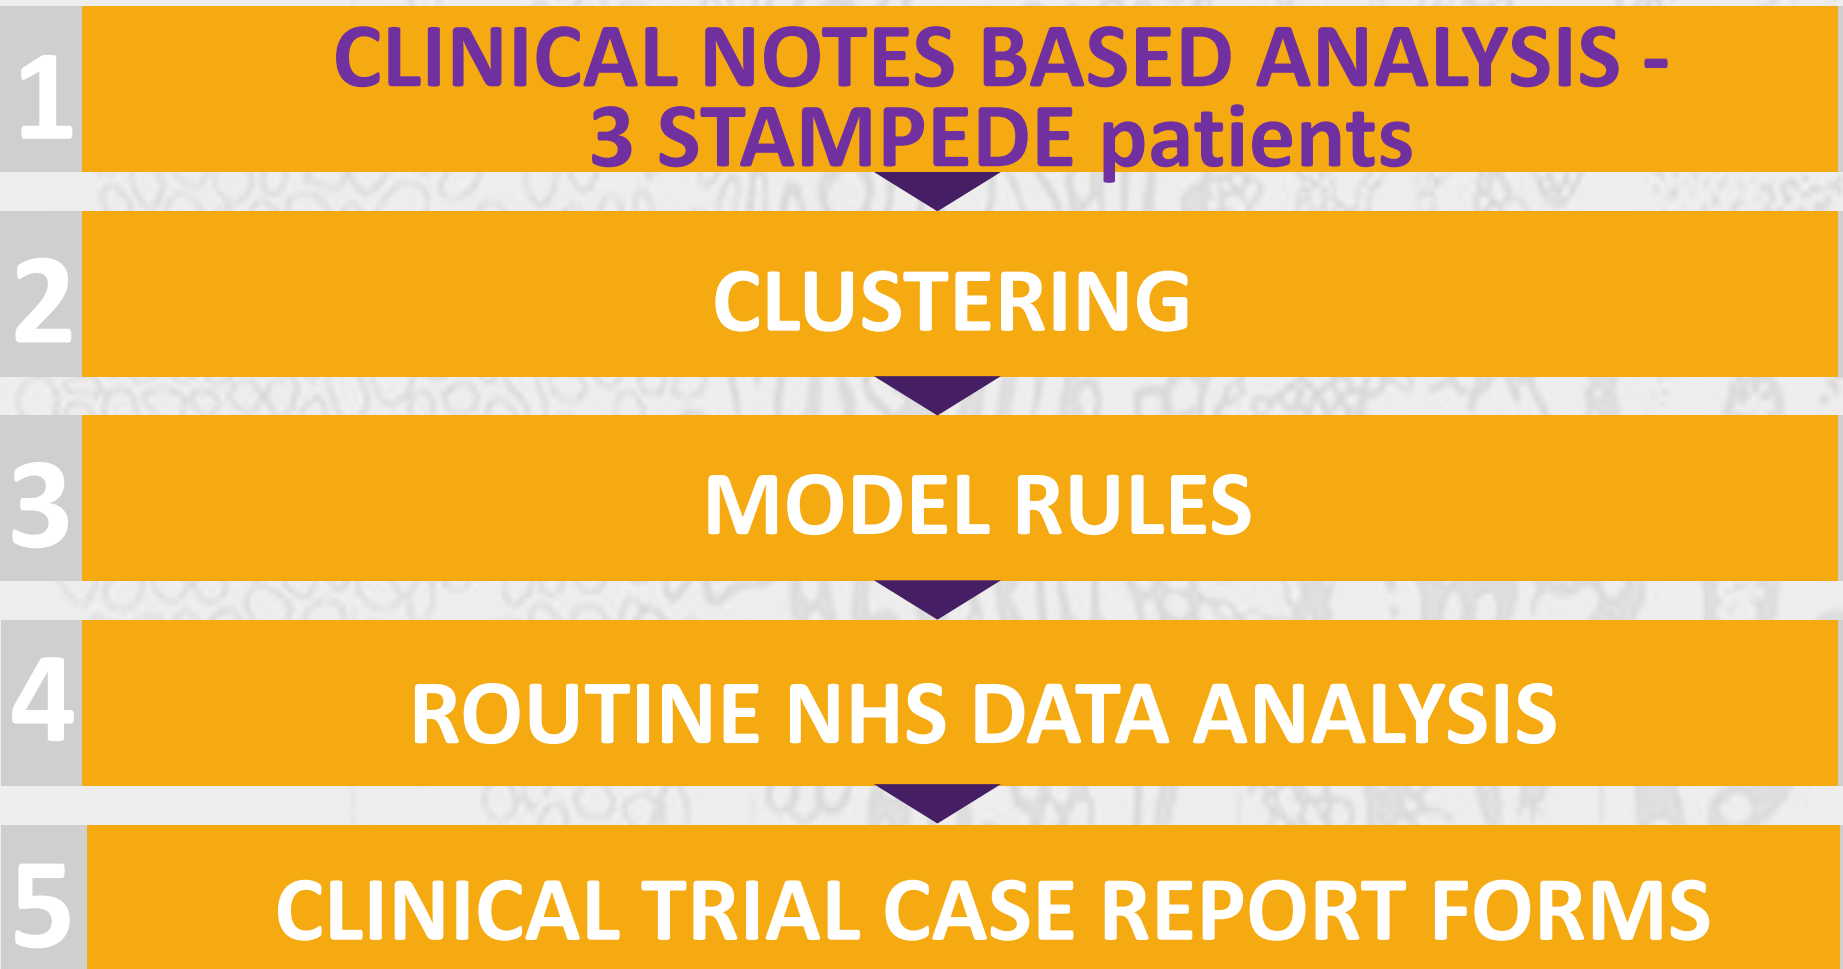 1
CLINICAL NOTES BASED ANALYSIS -
3 STAMPEDE patients
2
CLUSTERING
3
MODEL RULES
4
ROUTINE NHS DATA ANALYSIS
5
CLINICAL TRIAL CASE REPORT FORMS